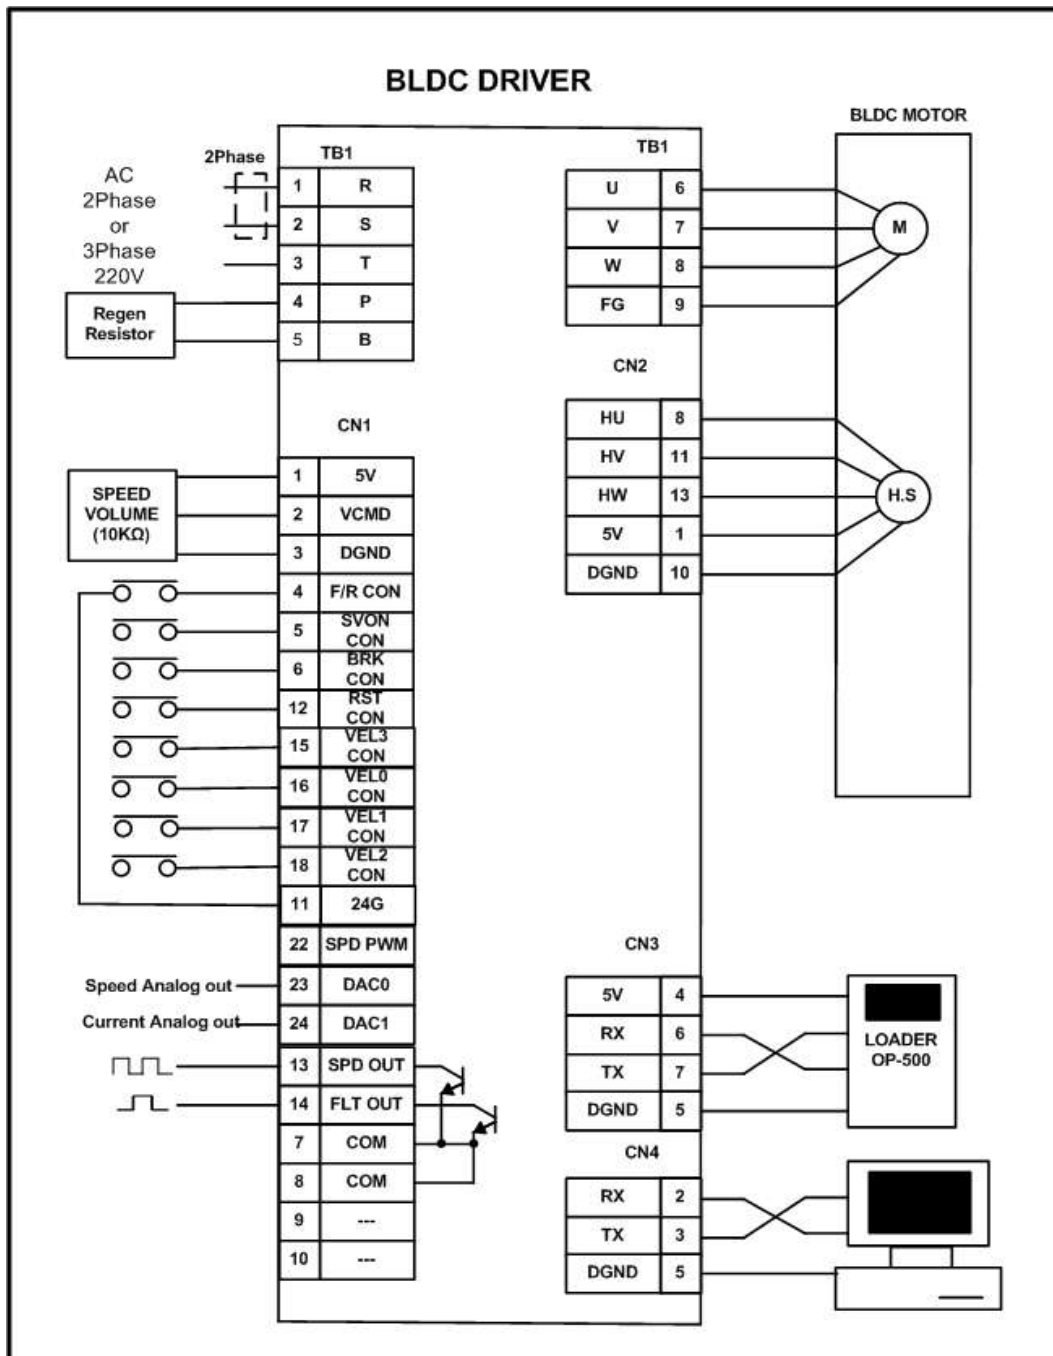 BLDC DRIVER
BLDC MOTOR
2Phase
AC
2Phase
or
3Phase
220V
TB1
1 R
2 S
3 T
4 P
5 B
Regen
Resistor
CN1
SPEED
VOLUME
(10KΩ)
1 5V
2 VCMD
3 DGND
4 F/R CON
5 SVON
CON
6 BRK
CON
12 RST
CON
15 VEL3
CON
16 VEL0
CON
17 VEL1
CON
18 VEL2
CON
11 24G
22 SPD PWM
Speed Analog out
23 DAC0
Current Analog out
24 DAC1
13 SPD OUT
14 FLT OUT
7 COM
8 COM
9 ---
10 ---
TB1
U 6
V 7
W 8
FG 9
M
CN2
HU 8
HV 11
HW 13
5V 1
DGND 10
H.S
CN3
5V 4
RX 6
TX 7
DGND 5
LOADER
OP-500
CN4
RX 2
TX 3
DGND 5